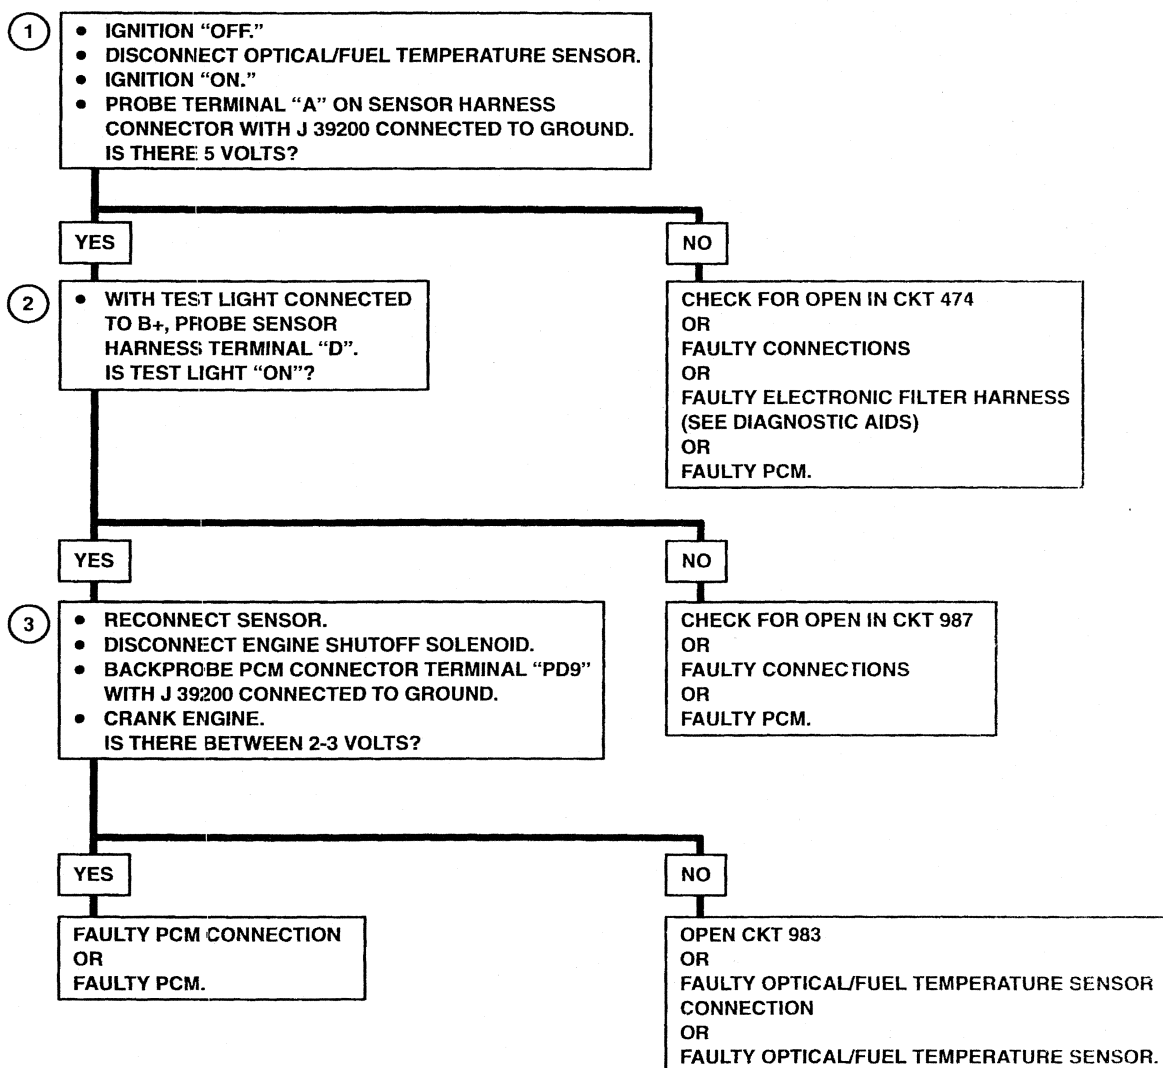 1
• IGNITION “OFF.”
• DISCONNECT OPTICAL/FUEL TEMPERATURE SENSOR.
• IGNITION “ON.”
• PROBE TERMINAL “A” ON SENSOR HARNESS
CONNECTOR WITH J 39200 CONNECTED TO GROUND.
IS THERE 5 VOLTS?
YES
NO
2
• WITH TEST LIGHT CONNECTED
TO B+, PROBE SENSOR
HARNESS TERMINAL “D”.
IS TEST LIGHT “ON”?
CHECK FOR OPEN IN CKT 474
OR
FAULTY CONNECTIONS
OR
FAULTY ELECTRONIC FILTER HARNESS
(SEE DIAGNOSTIC AIDS)
OR
FAULTY PCM.
YES
NO
3
• RECONNECT SENSOR.
• DISCONNECT ENGINE SHUTOFF SOLENOID.
• BACKPROBE PCM CONNECTOR TERMINAL “PD9”
WITH J 39200 CONNECTED TO GROUND.
• CRANK ENGINE.
IS THERE BETWEEN 2-3 VOLTS?
CHECK FOR OPEN IN CKT 987
OR
FAULTY CONNECTIONS
OR
FAULTY PCM.
YES
NO
FAULTY PCM CONNECTION
OR
FAULTY PCM.
OPEN CKT 983
OR
FAULTY OPTICAL/FUEL TEMPERATURE SENSOR
CONNECTION
OR
FAULTY OPTICAL/FUEL TEMPERATURE SENSOR.